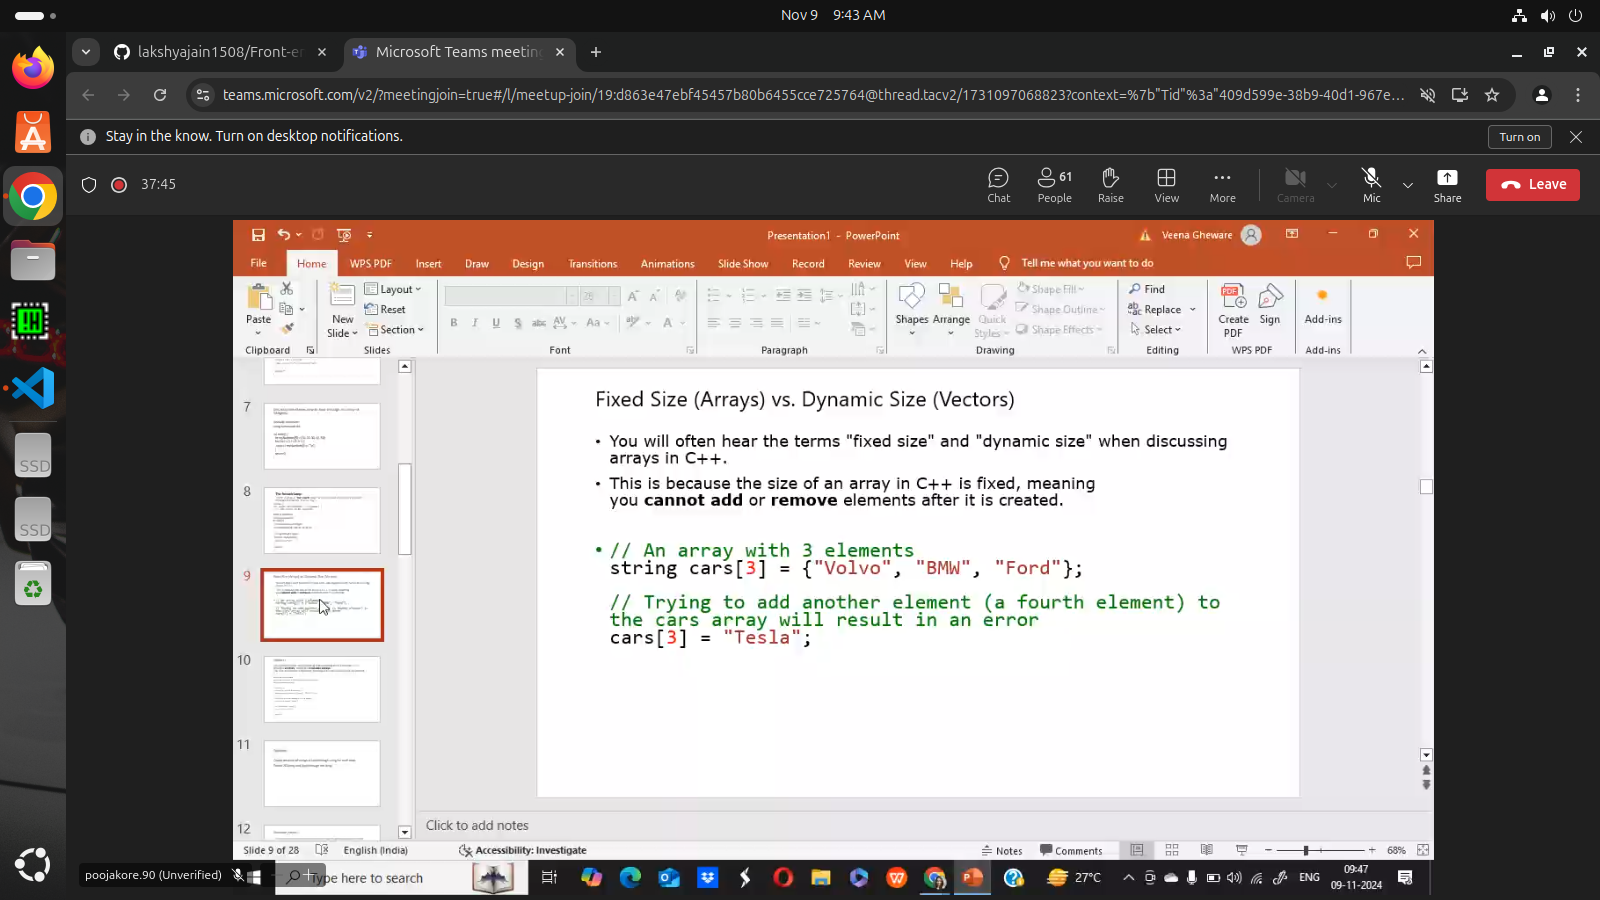 Nov 9 9:43 AM
lakshyajain1508/Front-er
Microsoft Teams meeting
teams.microsoft.com/v2/?meetingjoin=true#/l/meetup-join/19:d863e47ebf45457b80b6455cce725764@thread.tacv2/1731097068823?context=%7b"Tid"%3a"409d599e-38b9-40d1-967e...
Stay in the know. Turn on desktop notifications.
Turn on
37:45
61
Chat People Raise View More Camera Mic Share Leave
Presentation1 - PowerPoint
Veena Gheware
File Home WPS PDF Insert Draw Design Transitions Animations Slide Show Record Review View Help Tell me what you want to do
Paste
New Slide
Layout
Reset
Section
28
Shapes Arrange Quick Styles
Shape Fill
Shape Outline
Shape Effects
Find
Replace
Select
Create PDF
Sign
Add-ins
Clipboard Slides Font Paragraph Drawing Editing WPS PDF Add-ins
7
8
9
10
11
12
Fixed Size (Arrays) vs. Dynamic Size (Vectors)
• You will often hear the terms "fixed size" and "dynamic size" when discussing
arrays in C++.
• This is because the size of an array in C++ is fixed, meaning
you cannot add or remove elements after it is created.
• // An array with 3 elements
string cars[3] = {"Volvo", "BMW", "Ford"};
// Trying to add another element (a fourth element) to
the cars array will result in an error
cars[3] = "Tesla";
Click to add notes
Slide 9 of 28 English (India) Accessibility: Investigate Notes Comments 68%
poojakore.90 (Unverified)
Type here to search
27°C
ENG
09:47
09-11-2024
SSD
SSD